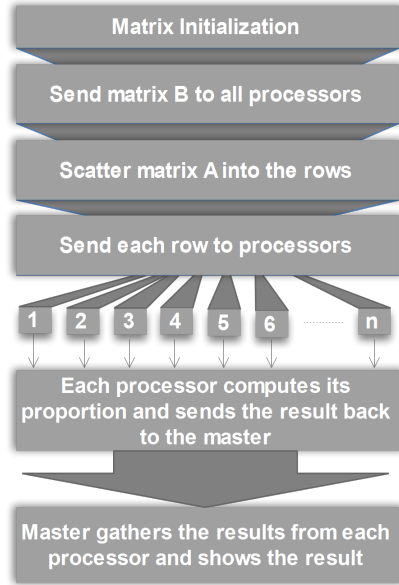 Matrix Initialization
Send matrix B to all processors
Scatter matrix A into the rows
Send each row to processors
1 2 3 4 5 6 ............ n
Each processor computes its
proportion and sends the result back
to the master
Master gathers the results from each
processor and shows the result